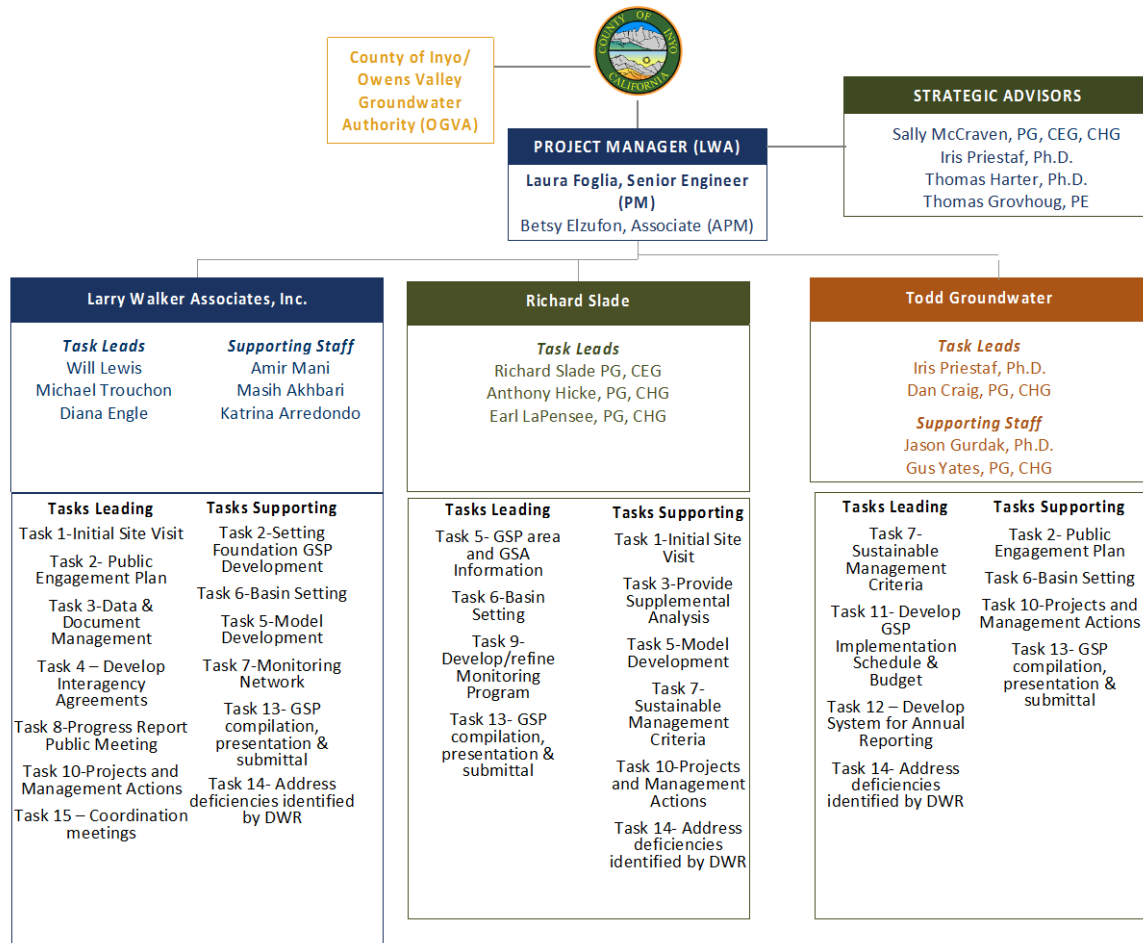 County of Inyo/
Owens Valley
Groundwater
Authority (OGVA)
COUNTY OF INYO
CALIFORNIA
STRATEGIC ADVISORS
Sally McCraven, PG, CEG, CHG
Iris Priestaf, Ph.D.
Thomas Harter, Ph.D.
Thomas Grovhoug, PE
PROJECT MANAGER (LWA)
Laura Foglia, Senior Engineer
(PM)
Betsy Elzufon, Associate (APM)
Larry Walker Associates, Inc.
Task Leads
Will Lewis
Michael Trouchon
Diana Engle
Supporting Staff
Amir Mani
Masih Akhbari
Katrina Arredondo
Tasks Leading
Task 1-Initial Site Visit
Task 2- Public
Engagement Plan
Task 3-Data &
Document
Management
Task 4 – Develop
Interagency
Agreements
Task 8-Progress Report
Public Meeting
Task 10-Projects and
Management Actions
Task 15 – Coordination
meetings
Tasks Supporting
Task 2-Setting
Foundation GSP
Development
Task 6-Basin Setting
Task 5-Model
Development
Task 7-Monitoring
Network
Task 13- GSP
compilation,
presentation &
submittal
Task 14- Address
deficiencies identified
by DWR
Richard Slade
Task Leads
Richard Slade PG, CEG
Anthony Hicke, PG, CHG
Earl LaPensee, PG, CHG
Tasks Leading
Task 5- GSP area
and GSA
Information
Task 6-Basin
Setting
Task 9-
Develop/refine
Monitoring
Program
Task 13- GSP
compilation,
presentation &
submittal
Tasks Supporting
Task 1-Initial Site
Visit
Task 3-Provide
Supplemental
Analysis
Task 5-Model
Development
Task 7-
Sustainable
Management
Criteria
Task 10-Projects
and Management
Actions
Task 14- Address
deficiencies
identified by DWR
Todd Groundwater
Task Leads
Iris Priestaf, Ph.D.
Dan Craig, PG, CHG
Supporting Staff
Jason Gurdak, Ph.D.
Gus Yates, PG, CHG
Tasks Leading
Task 7-
Sustainable
Management
Criteria
Task 11- Develop
GSP
Implementation
Schedule &
Budget
Task 12 – Develop
System for Annual
Reporting
Task 14- Address
deficiencies
identified by DWR
Tasks Supporting
Task 2- Public
Engagement Plan
Task 6-Basin Setting
Task 10-Projects and
Management Actions
Task 13- GSP
compilation,
presentation &
submittal